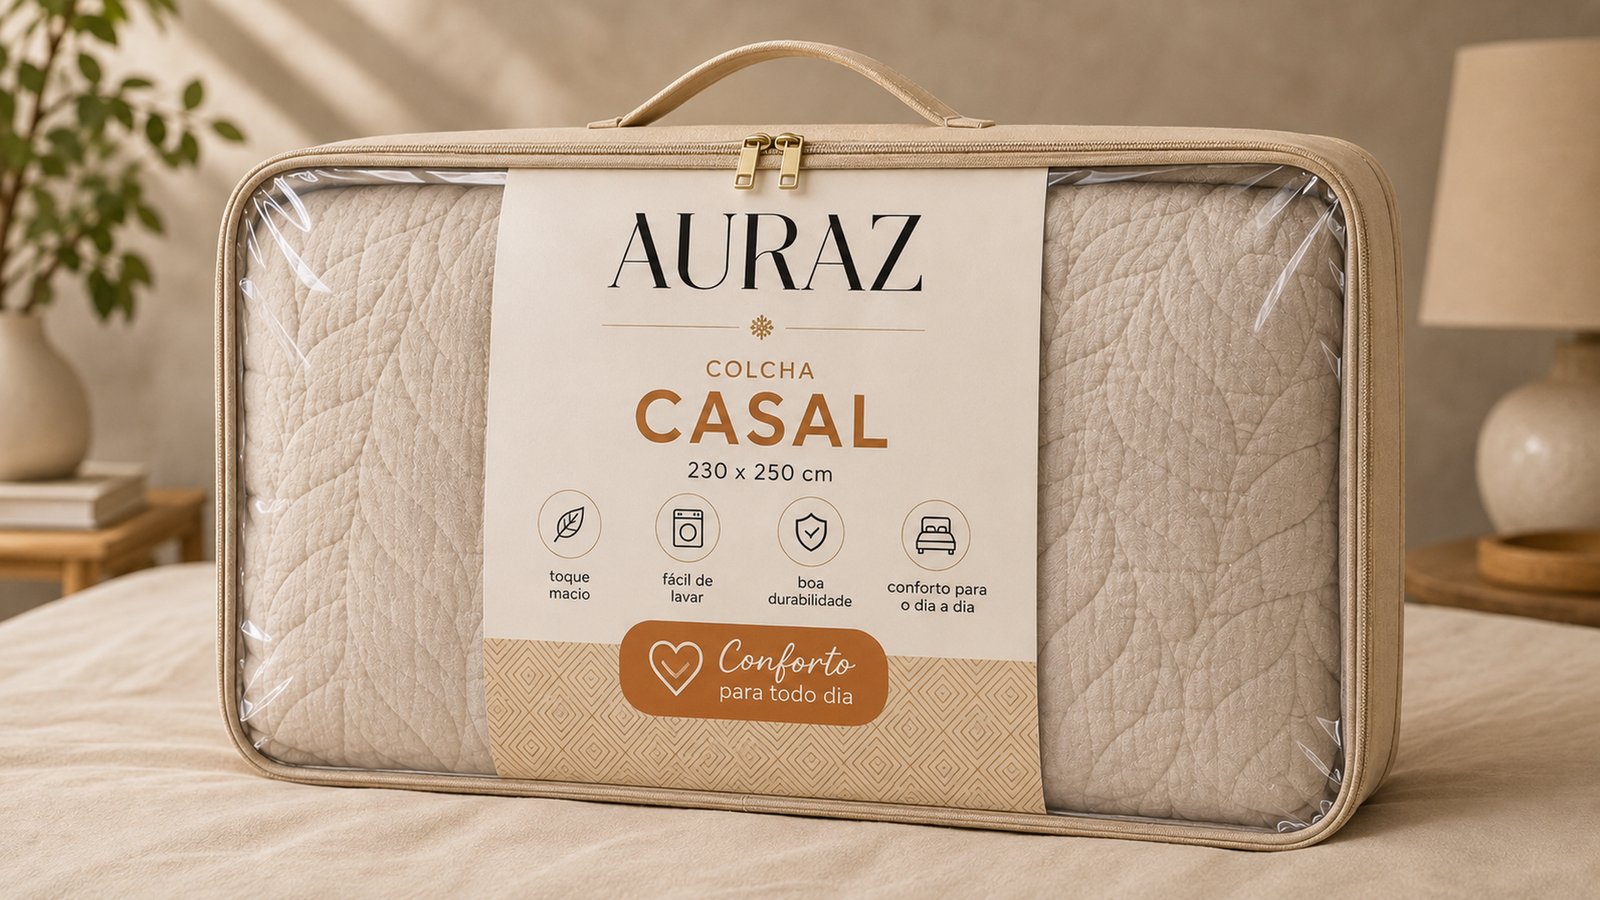 AURAZ
COLCHA
CASAL
230 x 250 cm
toque
macio
fácil de
lavar
boa
durabilidade
conforto para
o dia a dia
Conforto
para todo dia